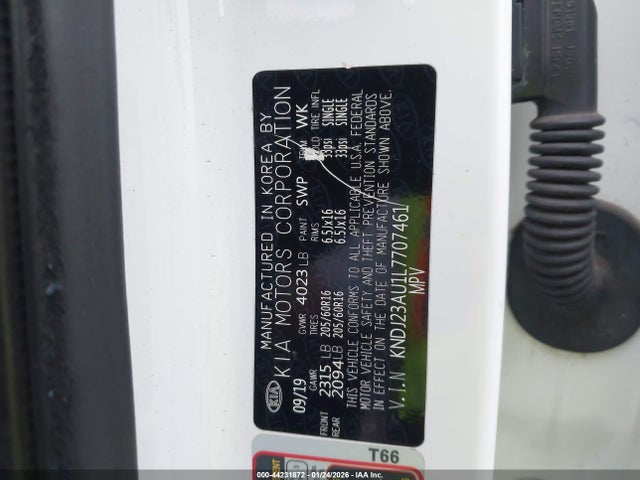 MANUFACTURED IN KOREA BY
KIA MOTORS CORPORATION
09/19 GVWR 4023 LB PAINT SWP WK
GAWR TIRES RIMS COLD TIRE INFL
FRONT 2315 LB 205/60R16 6.5Jx16 33psi SINGLE
REAR 2094 LB 205/60R16 6.5Jx16 33psi SINGLE
THIS VEHICLE CONFORMS TO ALL APPLICABLE U.S.A. FEDERAL
MOTOR VEHICLE SAFETY AND THEFT PREVENTION STANDARDS
IN EFFECT ON THE DATE OF MANUFACTURE SHOWN ABOVE.
V.I.N KNDJ23AU1L7707461
MPV
KIA
T66
000-44231872 - 01/24/2026 - IAA Inc.